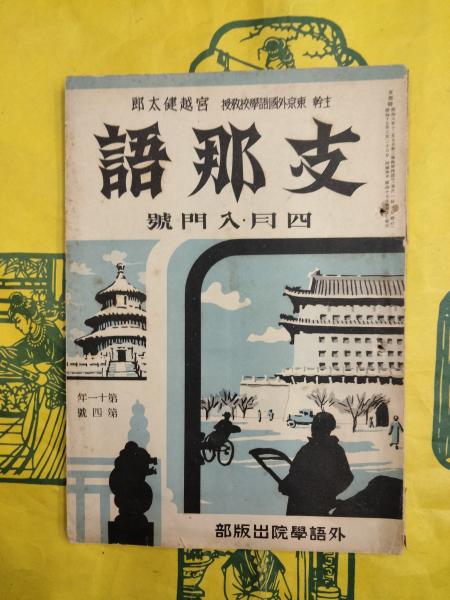 主幹 東京外國語學校教授 宮越健太郎
支那語
四月・入門號
第十一年
第四號
外語學院出版部